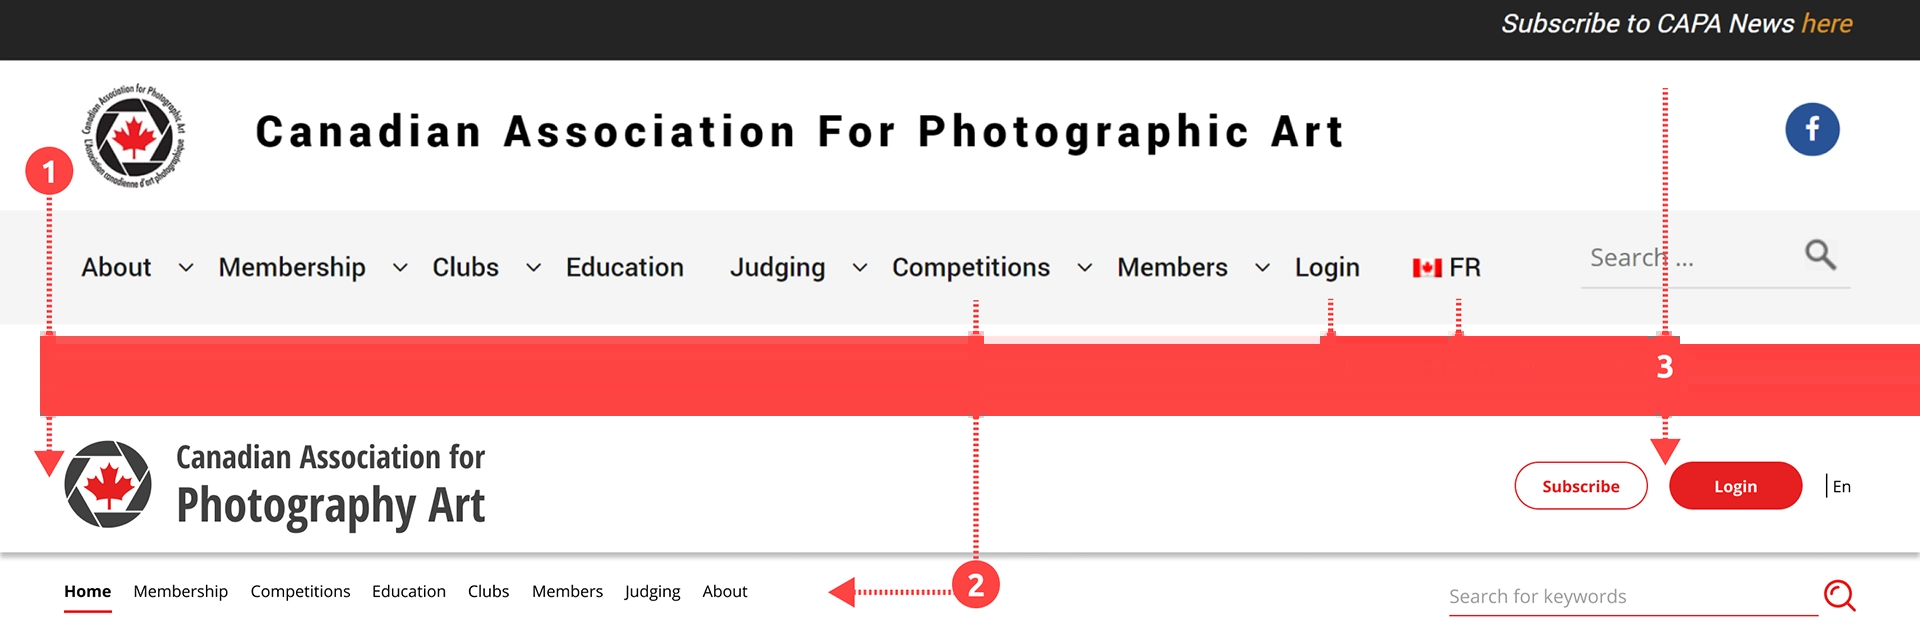 Subscribe to CAPA News here
Canadian Association for Photographic Art
L'Association canadienne d'art photographique
Canadian Association For Photographic Art
f
1
About Membership Clubs Education Judging Competitions Members Login FR
Search ...
3
Canadian Association for
Photography Art
Subscribe Login En
Home Membership Competitions Education Clubs Members Judging About
2
Search for keywords